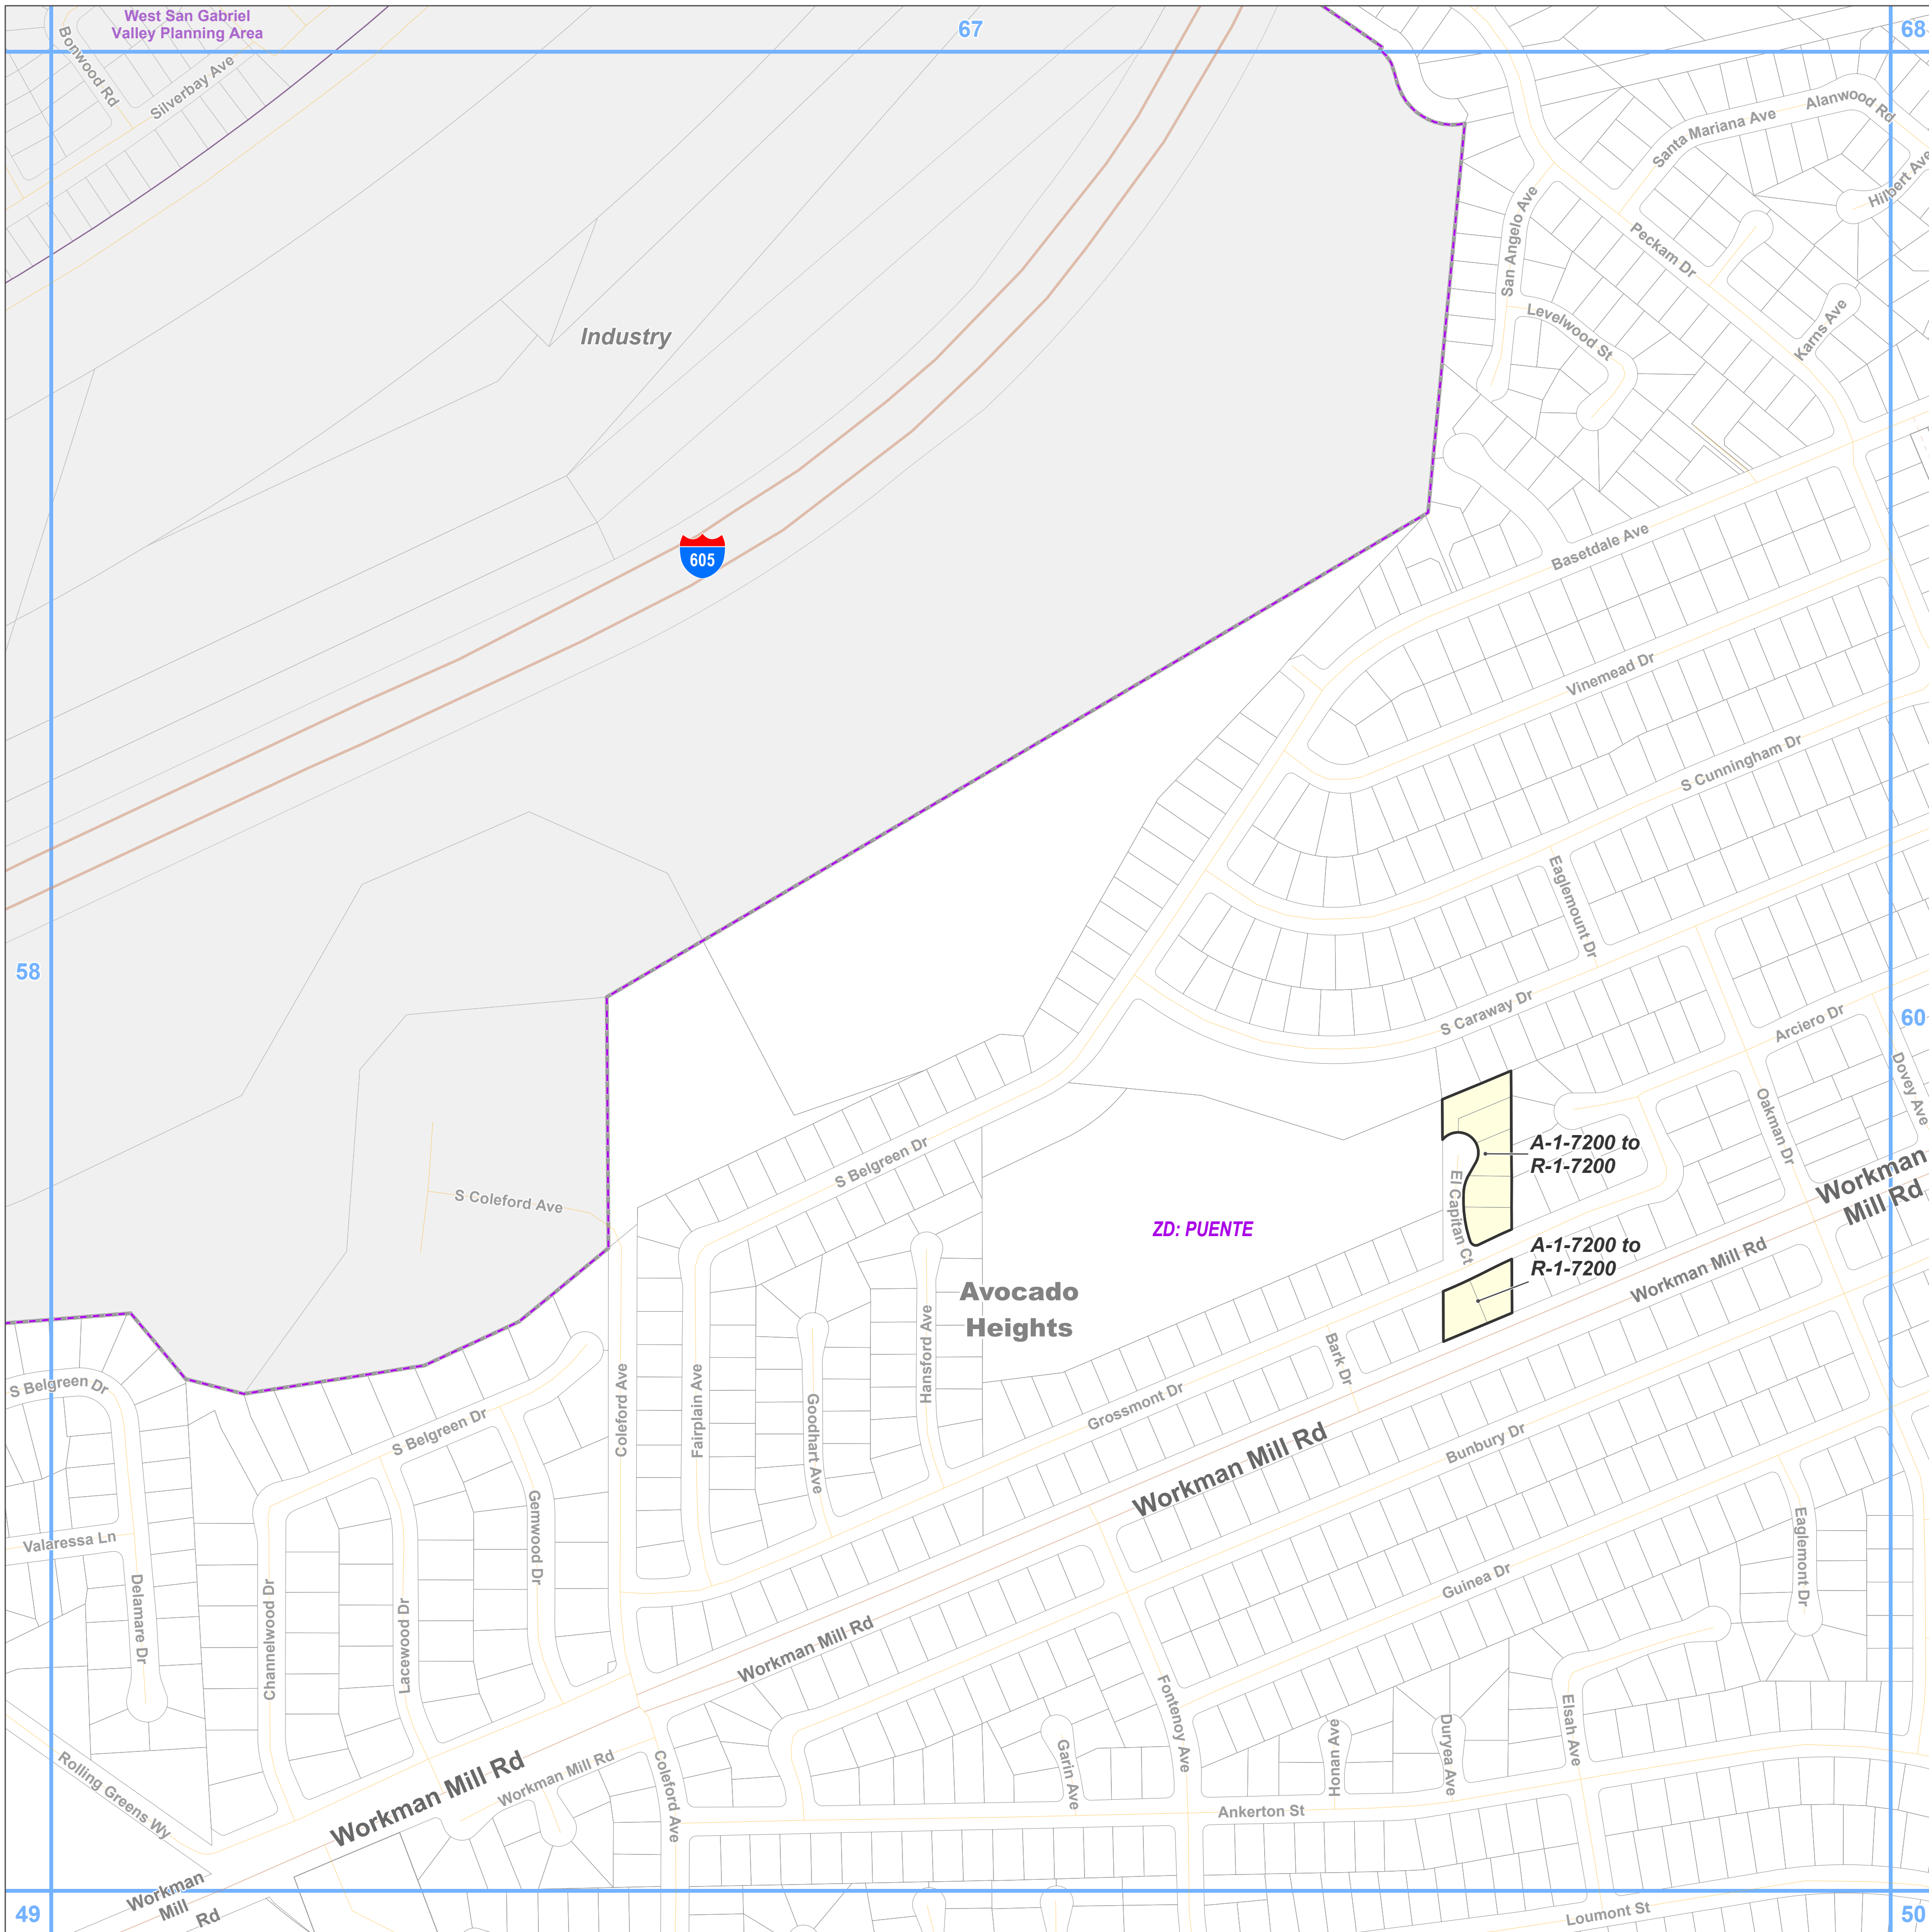 West San Gabriel
Valley Planning Area
67
68
Bonwood Rd
Silverbay Ave
Alanwood Rd
Santa Mariana Ave
Hilbert Ave
San Angelo Ave
Peckam Dr
Levelwood St
Karns Ave
Industry
605
Basetdale Ave
Vinemead Dr
S Cunningham Dr
Eaglemount Dr
58
S Caraway Dr
Arciero Dr
60
Dovey Ave
Oakman Dr
A-1-7200 to
R-1-7200
S Belgreen Dr
El Capitan Ct
Workman
Mill Rd
S Coleford Ave
ZD: PUENTE
A-1-7200 to
R-1-7200
Workman Mill Rd
Avocado
Heights
Hansford Ave
Bark Dr
S Belgreen Dr
Coleford Ave
Fairplain Ave
Goodhart Ave
Grossmont Dr
S Belgreen Dr
Workman Mill Rd
Bunbury Dr
Gemwood Dr
Valaressa Ln
Eaglemont Dr
Guinea Dr
Delamare Dr
Channelwood Dr
Lacewood Dr
Workman Mill Rd
Fontenoy Ave
Elsah Ave
Honan Ave
Duryea Ave
Garin Ave
Rolling Greens Wy
Workman Mill Rd
Workman Mill Rd
Coleford Ave
Ankerton St
Workman
Mill
Rd
49
Loumont St
50